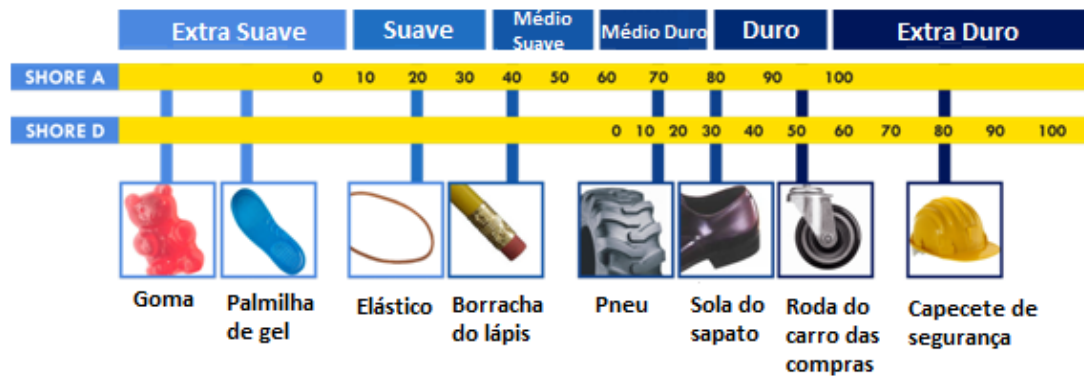 Extra Suave Suave Médio Suave Médio Duro Duro Extra Duro
SHORE A 0 10 20 30 40 50 60 70 80 90 100
SHORE D 0 10 20 30 40 50 60 70 80 90 100
Goma
Palmilha
de gel
Elástico
Borracha
do lápis
Pneu
Sola do
sapato
Roda do
carro das
compras
Capecete de
segurança